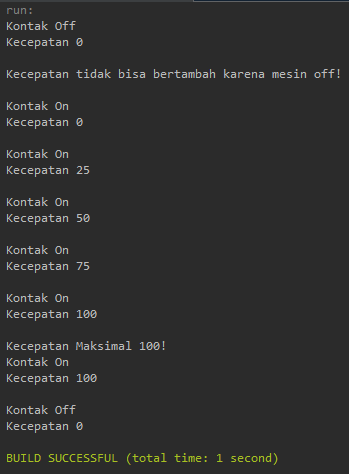 run:
Kontak Off
Kecepatan 0
Kecepatan tidak bisa bertambah karena mesin off!
Kontak On
Kecepatan 0
Kontak On
Kecepatan 25
Kontak On
Kecepatan 50
Kontak On
Kecepatan 75
Kontak On
Kecepatan 100
Kecepatan Maksimal 100!
Kontak On
Kecepatan 100
Kontak Off
Kecepatan 0
BUILD SUCCESSFUL (total time: 1 second)